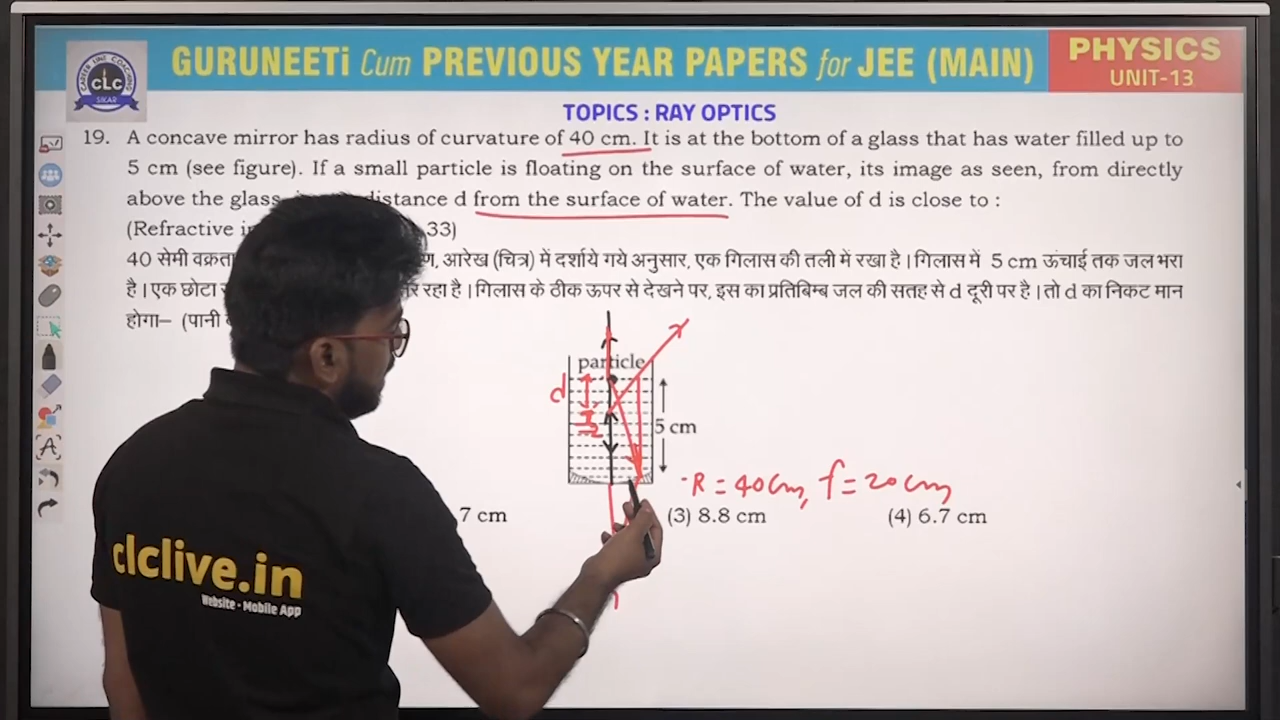 GURUNEETi Cum PREVIOUS YEAR PAPERS for JEE (MAIN)
PHYSICS
UNIT-13
CAREER LINE COACHING
CLC
SIKAR
TOPICS : RAY OPTICS
19. A concave mirror has radius of curvature of 40 cm. It is at the bottom of a glass that has water filled up to
5 cm (see figure). If a small particle is floating on the surface of water, its image as seen, from directly
above the glass, distance d from the surface of water. The value of d is close to :
(Refractive 33)
40 सेमी आरेख (चित्र) में दर्शाये गये अनुसार, एक गिलास की तली में रखा है। गिलास में 5 cm ऊंचाई तक जल भरा
है। एक छोटा रहा है। गिलास के ठीक ऊपर से देखने पर, इस का प्रतिबिम्ब जल की सतह से d दूरी पर है। तो d का निकट मान
होगा– (पानी
particle
d
I2
5 cm
R = 40cm, f = 20cm
7 cm (3) 8.8 cm (4) 6.7 cm
clclive.in
Website • Mobile App